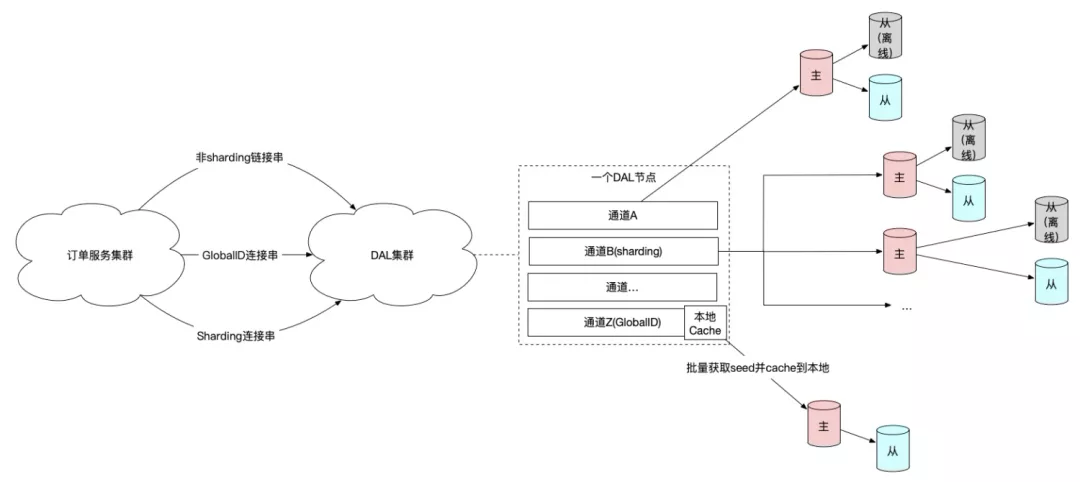 非sharding链接串
订单服务集群
GlobalID连接串
Sharding连接串
DAL集群
一个DAL节点
通道A
通道B(sharding)
通道...
通道Z(GlobalID)
本地
Cache
批量获取seed并cache到本地
主
从
(离
线)
从
主
从
(离
线)
从
主
从
(离
线)
从
...
主
从